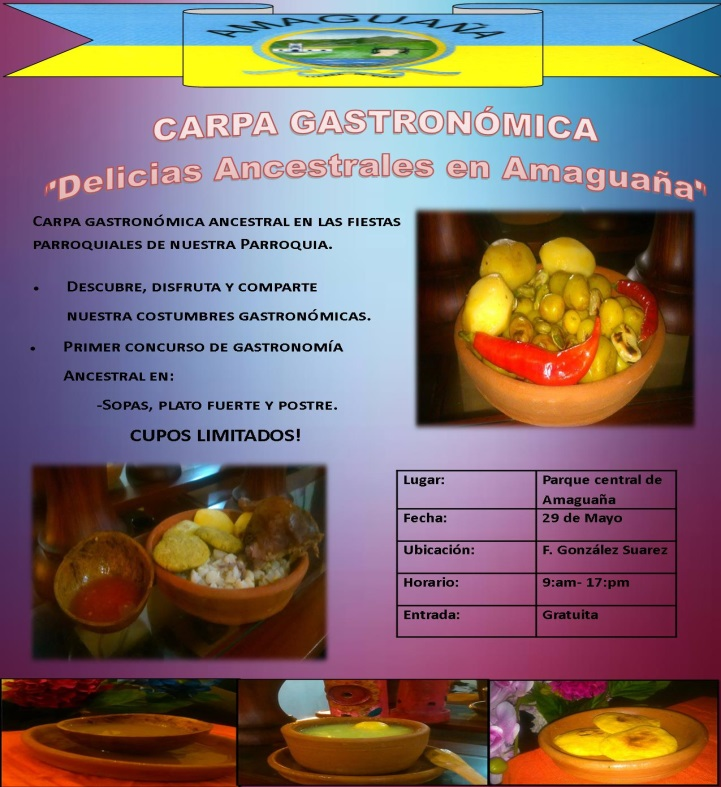 AMAGUAÑA
CARPA GASTRONÓMICA
"Delicias Ancestrales en Amaguaña"
CARPA GASTRONÓMICA ANCESTRAL EN LAS FIESTAS
PARROQUIALES DE NUESTRA PARROQUIA.
• DESCUBRE, DISFRUTA Y COMPARTE
NUESTRA COSTUMBRES GASTRONÓMICAS.
• PRIMER CONCURSO DE GASTRONOMÍA
ANCESTRAL EN:
-SOPAS, PLATO FUERTE Y POSTRE.
CUPOS LIMITADOS!
Lugar: Parque central de
Amaguaña
Fecha: 29 de Mayo
Ubicación: F. González Suarez
Horario: 9:am- 17:pm
Entrada: Gratuita